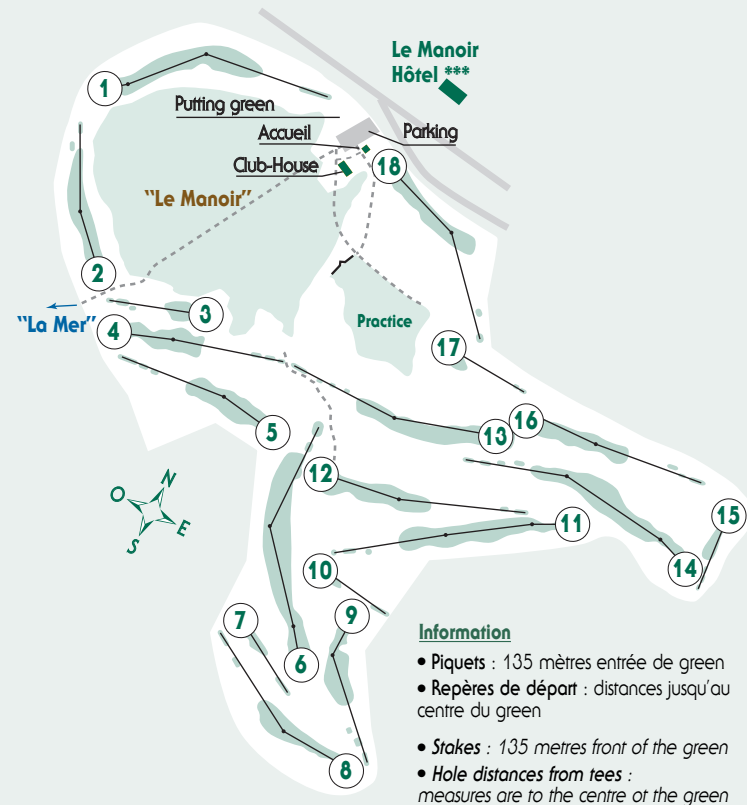 Le Manoir
Hôtel ***
1
Putting green
Accueil
Parking
Club-House
18
"Le Manoir"
2
"La Mer"
3
4
Practice
17
5
13
16
12
N
O
E
S
15
11
14
10
9
7
6
8
Information
• Piquets : 135 mètres entrée de green
• Repères de départ : distances jusqu'au
centre du green
• Stakes : 135 metres front of the green
• Hole distances from tees :
measures are to the centre of the green